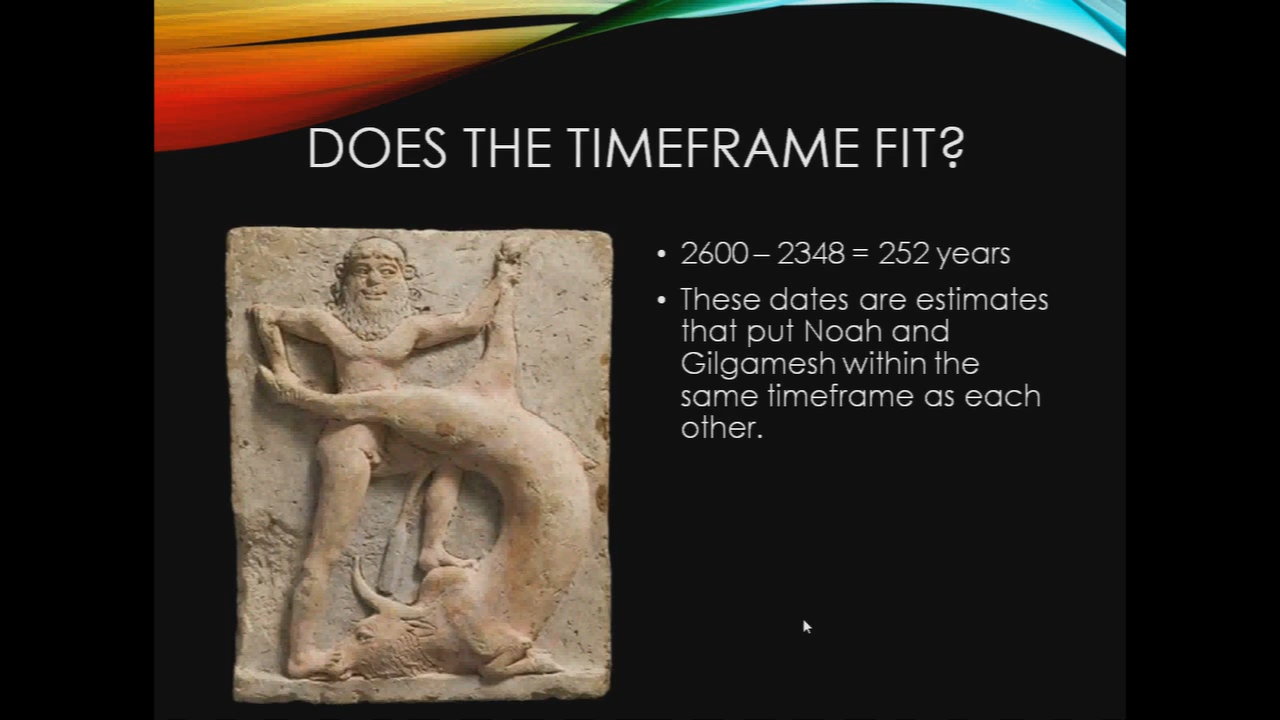 DOES THE TIMEFRAME FIT?
• 2600 – 2348 = 252 years
• These dates are estimates
that put Noah and
Gilgamesh within the
same timeframe as each
other.